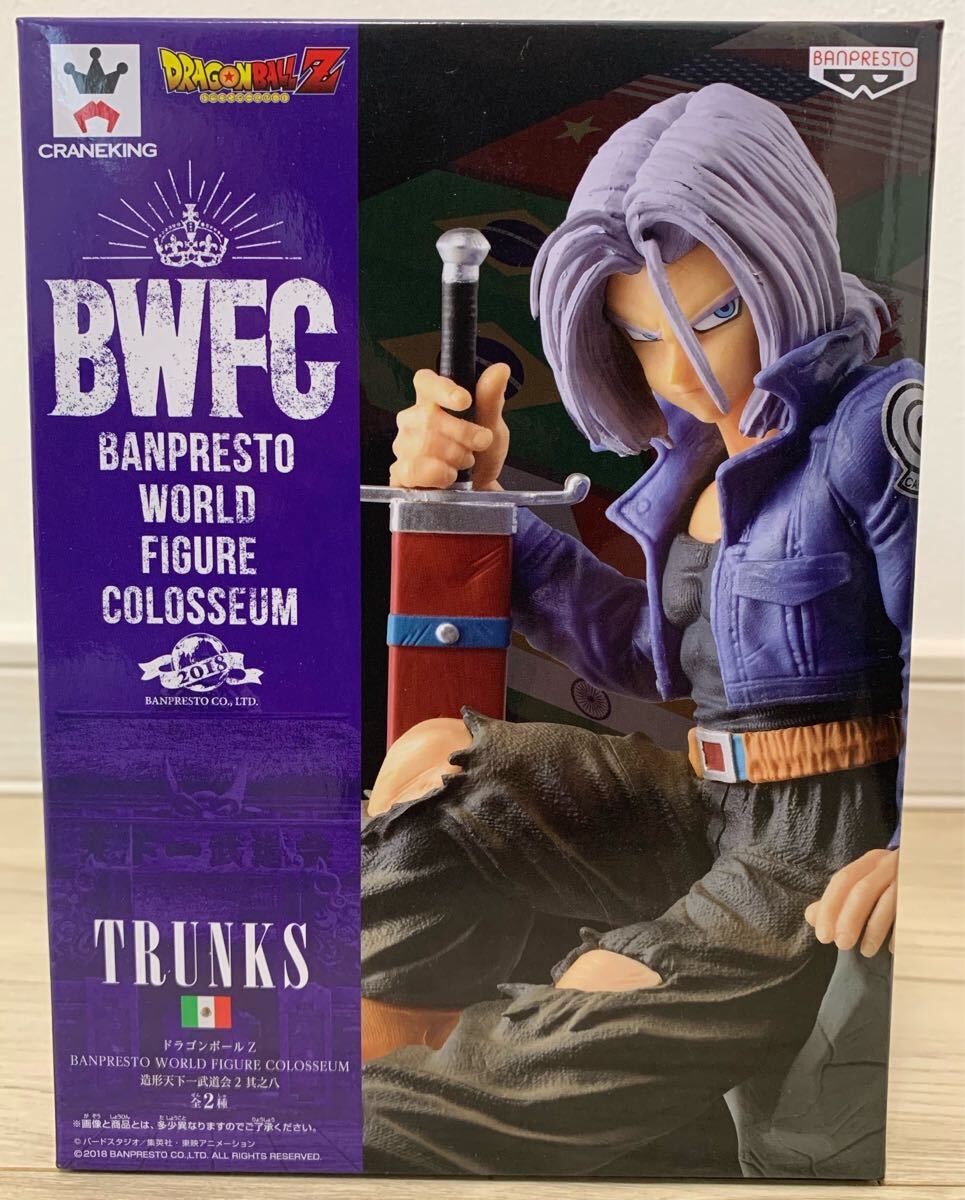 CRANEKING
DRAGONBALL Z
BANPRESTO
BWFC
BANPRESTO
WORLD
FIGURE
COLOSSEUM
2018
BANPRESTO CO., LTD.
TRUNKS
ドラゴンボール Z
BANPRESTO WORLD FIGURE COLOSSEUM
造形天下一武道会 2 其之八
全2種
※画像と商品とは、多少異なりますのでご了承ください。
©バードスタジオ/集英社・東映アニメーション
©2018 BANPRESTO CO.,LTD. ALL RIGHTS RESERVED.